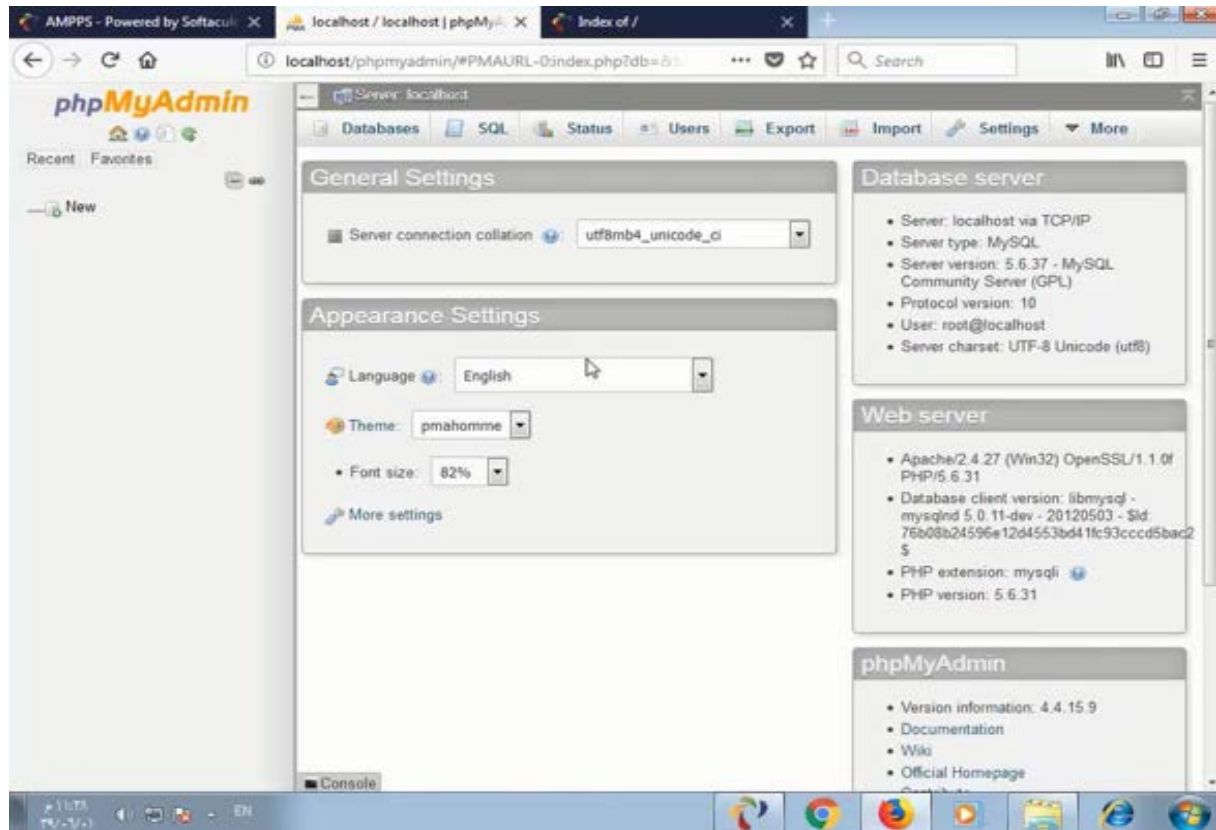 AMPPS - Powered by Softacul
localhost / localhost | phpMyA
Index of /
localhost/phpmyadmin/#PMAURL-0:index.php?db=
Search
phpMyAdmin
Recent Favorites
New
Server: localhost
Databases SQL Status Users Export Import Settings More
General Settings
Server connection collation : utf8mb4_unicode_ci
Appearance Settings
Language : English
Theme: pmahomme
• Font size: 82%
More settings
Database server
• Server: localhost via TCP/IP
• Server type: MySQL
• Server version: 5.6.37 - MySQL
Community Server (GPL)
• Protocol version: 10
• User: root@localhost
• Server charset: UTF-8 Unicode (utf8)
Web server
• Apache/2.4.27 (Win32) OpenSSL/1.1.0f
PHP/5.6.31
• Database client version: libmysql -
mysqlnd 5.0.11-dev - 20120503 - $Id:
76b08b24596e12d4553bd41fc93cccd5bac2
$
• PHP extension: mysqli
• PHP version: 5.6.31
phpMyAdmin
• Version information: 4.4.15.9
• Documentation
• Wiki
• Official Homepage
Console
EN